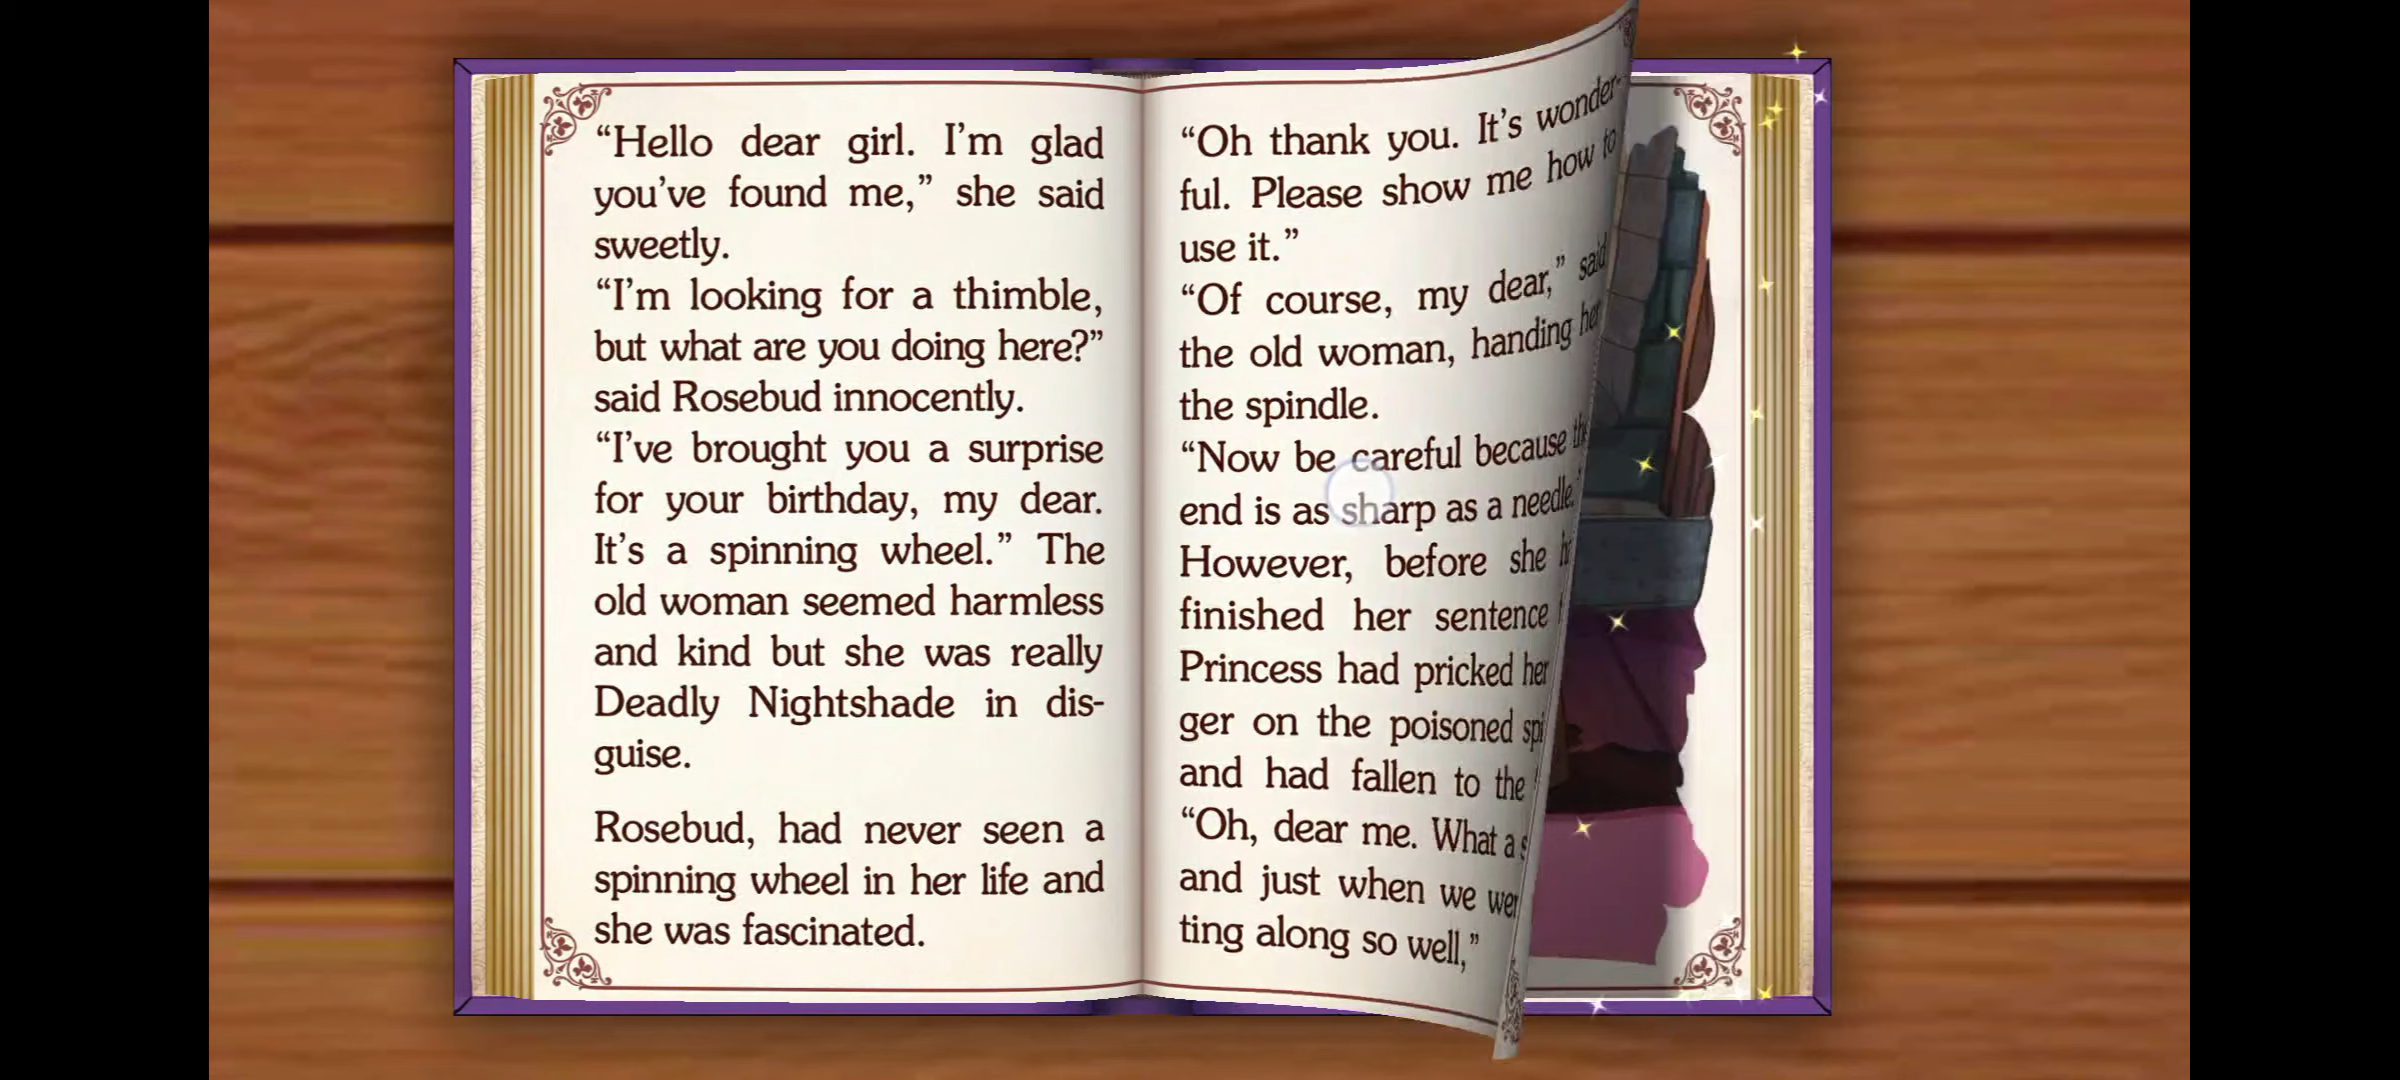 “Hello dear girl. I’m glad
you’ve found me,” she said
sweetly.
“I’m looking for a thimble,
but what are you doing here?”
said Rosebud innocently.
“I’ve brought you a surprise
for your birthday, my dear.
It’s a spinning wheel.” The
old woman seemed harmless
and kind but she was really
Deadly Nightshade in dis-
guise.
Rosebud, had never seen a
spinning wheel in her life and
she was fascinated.
“Oh thank you. It’s wonder-
ful. Please show me how to
use it.”
“Of course, my dear,” said
the old woman, handing her
the spindle.
“Now be careful because
end is as sharp as a needle.
However, before she
finished her sentence
Princess had pricked her
ger on the poisoned
and had fallen to the
“Oh, dear me. What a
and just when we
ting along so well,”